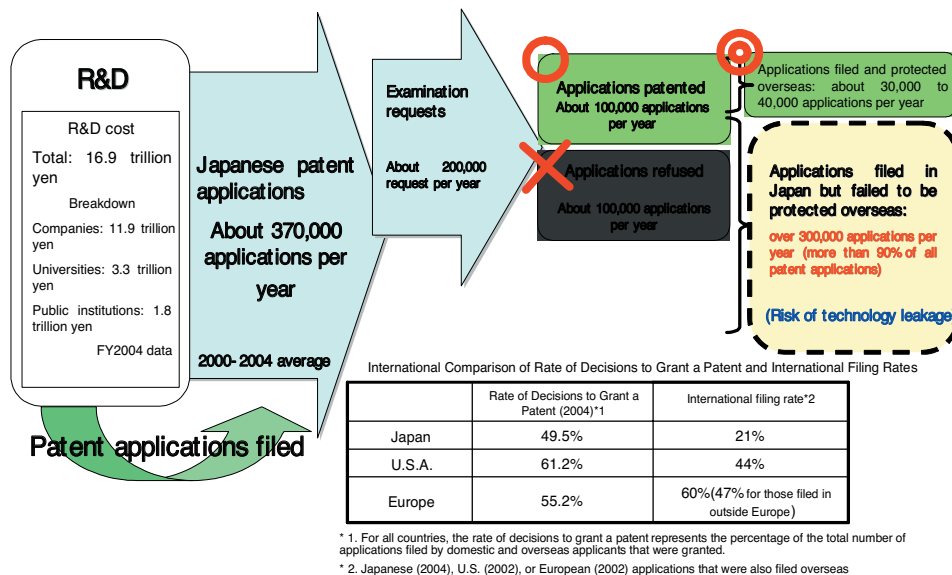 R&D
R&D cost
Total: 16.9 trillion
yen
Breakdown
Companies: 11.9 trillion
yen
Universities: 3.3 trillion
yen
Public institutions: 1.8
trillion yen
FY2004 data
Patent applications filed
Japanese patent
applications
About 370,000
applications per
year
2000- 2004 average
Examination
requests
About 200,000
request per year
Applications patented
About 100,000 applications
per year
Applications refused
About 100,000 applications
per year
Applications filed and protected
overseas: about 30,000 to
40,000 applications per year
Applications filed in
Japan but failed to be
protected overseas:
over 300,000 applications per
year (more than 90% of all
patent applications)
(Risk of technology leakage
International Comparison of Rate of Decisions to Grant a Patent and International Filing Rates
Rate of Decisions to Grant a
Patent (2004)*1
International filing rate*2
Japan 49.5% 21%
U.S.A. 61.2% 44%
Europe 55.2% 60%(47% for those filed in
outside Europe)
* 1. For all countries, the rate of decisions to grant a patent represents the percentage of the total number of
applications filed by domestic and overseas applicants that were granted.
* 2. Japanese (2004), U.S. (2002), or European (2002) applications that were also filed overseas